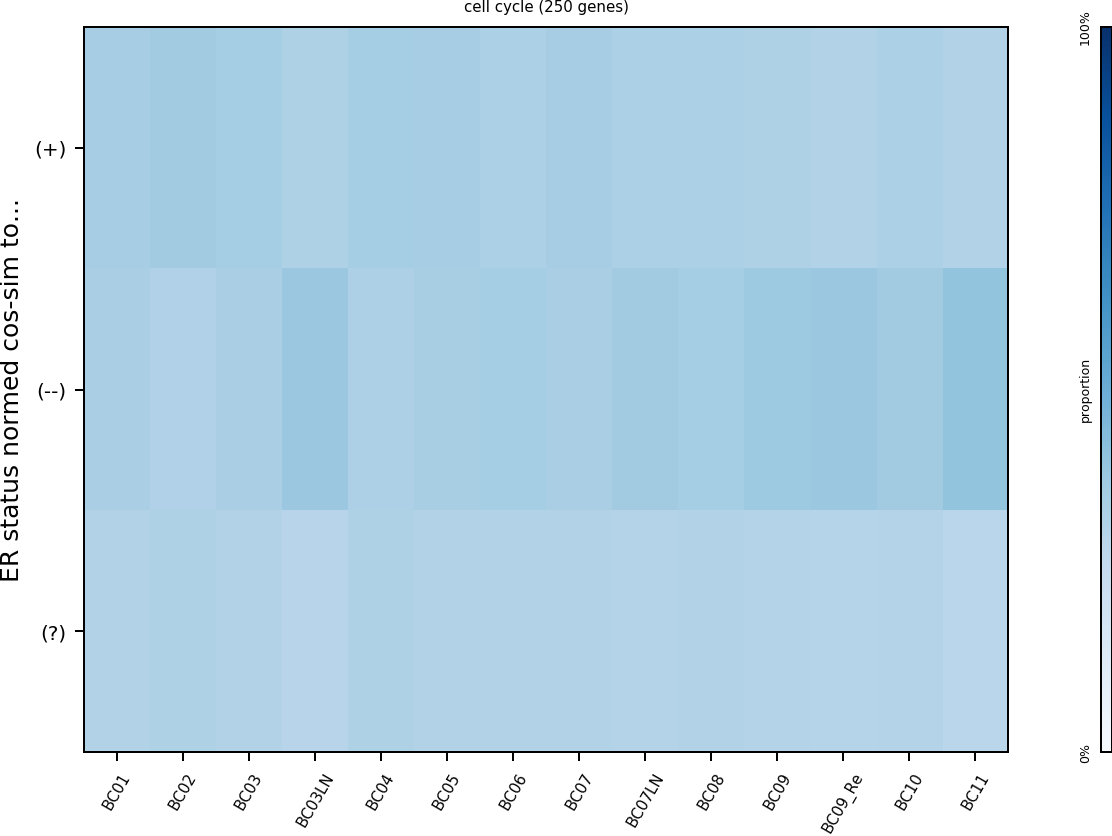 cell cycle (250 genes)
ER status normed cos-sim to...
(+)
(--)
(?)
BC01
BC02
BC03
BC03LN
BC04
BC05
BC06
BC07
BC07LN
BC08
BC09
BC09_Re
BC10
BC11
100%
proportion
0%